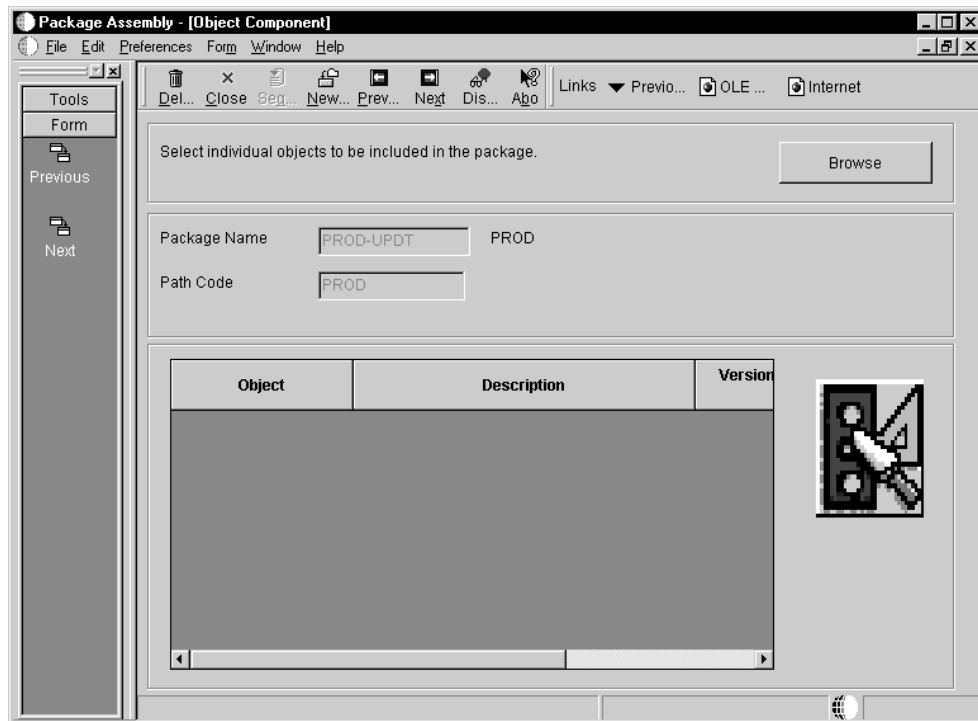 Package Assembly - [Object Component]
File Edit Preferences Form Window Help
Tools
Form
Previous
Next
Del... Close Seq... New... Prev... Next Dis... Abo Links Previo... OLE ... Internet
Select individual objects to be included in the package.
Browse
Package Name PROD-UPDT PROD
Path Code PROD
Object Description Version